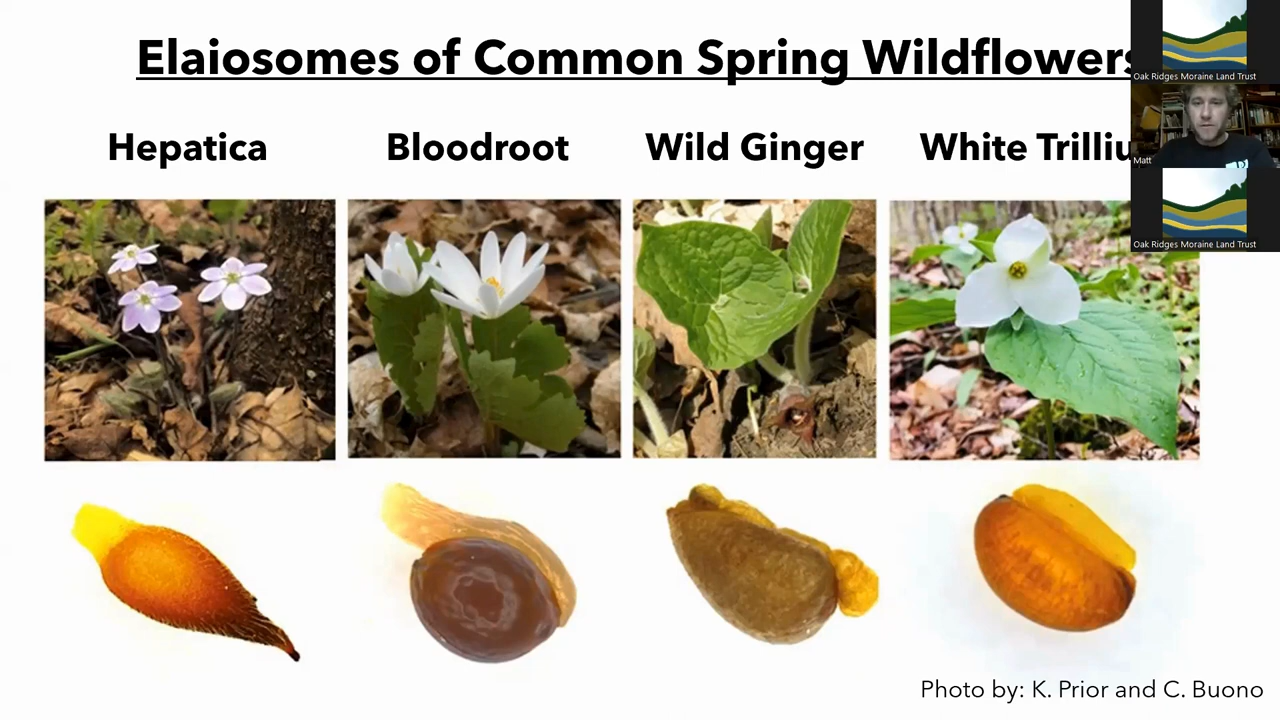 Elaiosomes of Common Spring Wildflowers
Hepatica
Bloodroot
Wild Ginger
White Trilliu
Oak Ridges Moraine Land Trust
Matt
Oak Ridges Moraine Land Trust
Photo by: K. Prior and C. Buono